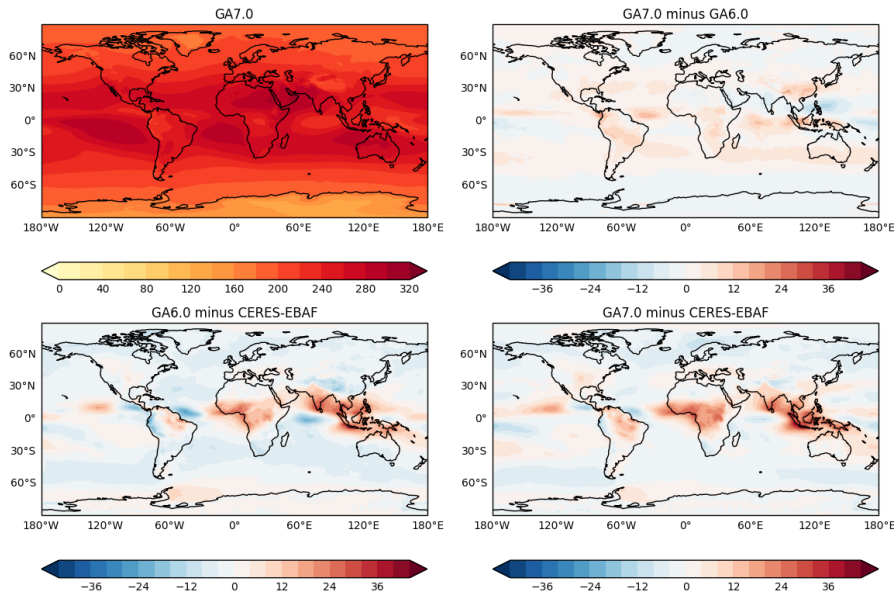 GA7.0
60°N
30°N
0°
30°S
60°S
180°W 120°W 60°W 0° 60°E 120°E 180°E
0 40 80 120 160 200 240 280 320
GA7.0 minus GA6.0
60°N
30°N
0°
30°S
60°S
180°W 120°W 60°W 0° 60°E 120°E 180°E
−36 −24 −12 0 12 24 36
GA6.0 minus CERES-EBAF
60°N
30°N
0°
30°S
60°S
180°W 120°W 60°W 0° 60°E 120°E 180°E
−36 −24 −12 0 12 24 36
GA7.0 minus CERES-EBAF
60°N
30°N
0°
30°S
60°S
180°W 120°W 60°W 0° 60°E 120°E 180°E
−36 −24 −12 0 12 24 36